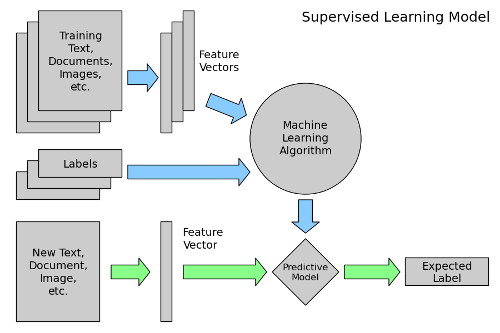 Supervised Learning Model
Training
Text,
Documents,
Images,
etc.
Feature
Vectors
Machine
Learning
Algorithm
Labels
New Text,
Document,
Image,
etc.
Feature
Vector
Predictive
Model
Expected
Label